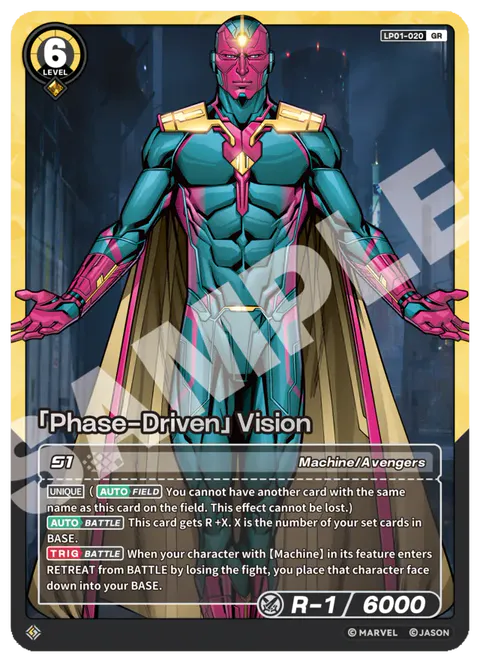 6
LEVEL
LP01-020 GR
SAMPLE
「Phase-Driven」 Vision
S1
Machine/Avengers
UNIQUE ( AUTO FIELD You cannot have another card with the same
name as this card on the field. This effect cannot be lost.)
AUTO BATTLE This card gets R +X. X is the number of your set cards in
BASE.
TRIG BATTLE When your character with 【Machine】 in its feature enters
RETREAT from BATTLE by losing the fight, you place that character face
down into your BASE.
R-1 / 6000
©MARVEL ©JASON